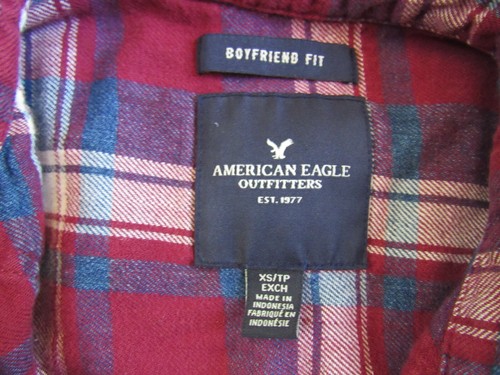 BOYFRIEND FIT
AMERICAN EAGLE
OUTFITTERS
EST. 1977
XS/TP
EXCH
MADE IN
INDONESIA
FABRIQUÉ EN
INDONÉSIE